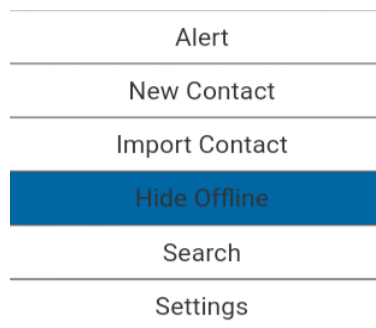 Alert
New Contact
Import Contact
Hide Offline
Search
Settings